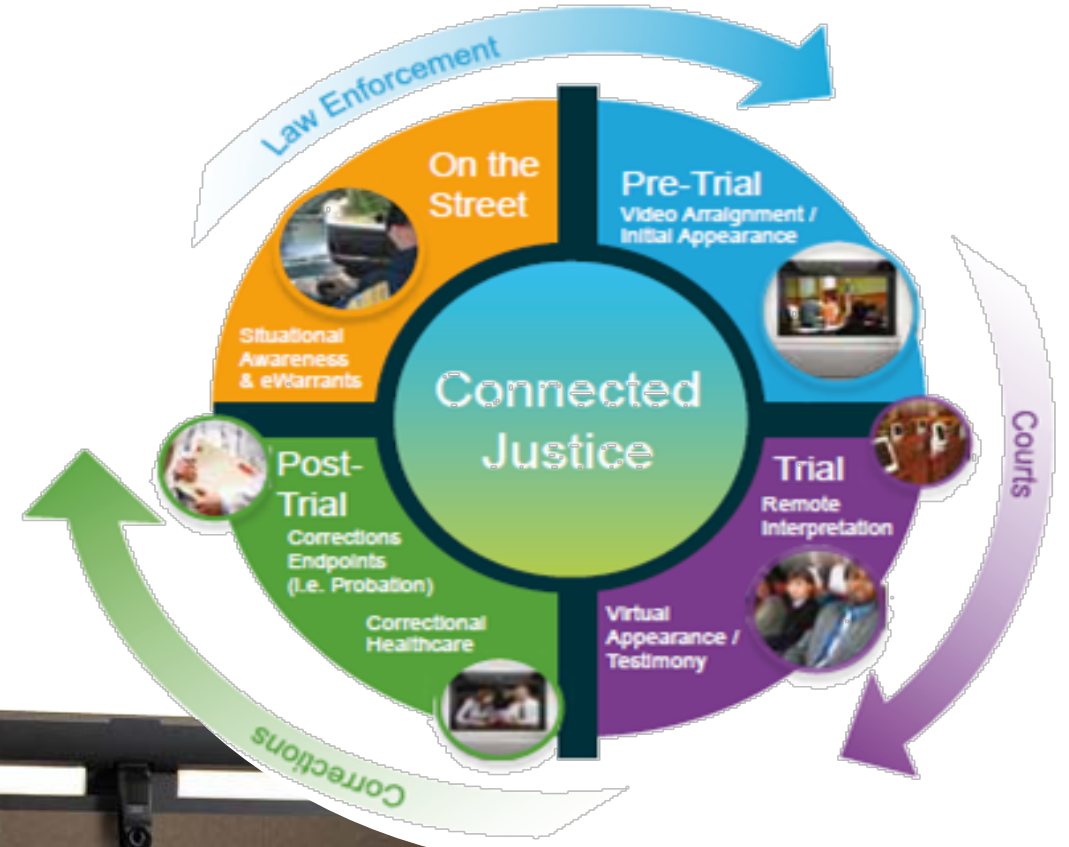 Law Enforcement
On the
Street
Situational
Awareness
& eWarrants
Pre-Trial
Video Arraignment /
Initial Appearance
Connected
Justice
Courts
Trial
Remote
Interpretation
Virtual
Appearance /
Testimony
Post-
Trial
Corrections
Endpoints
(i.e. Probation)
Correctional
Healthcare
Corrections